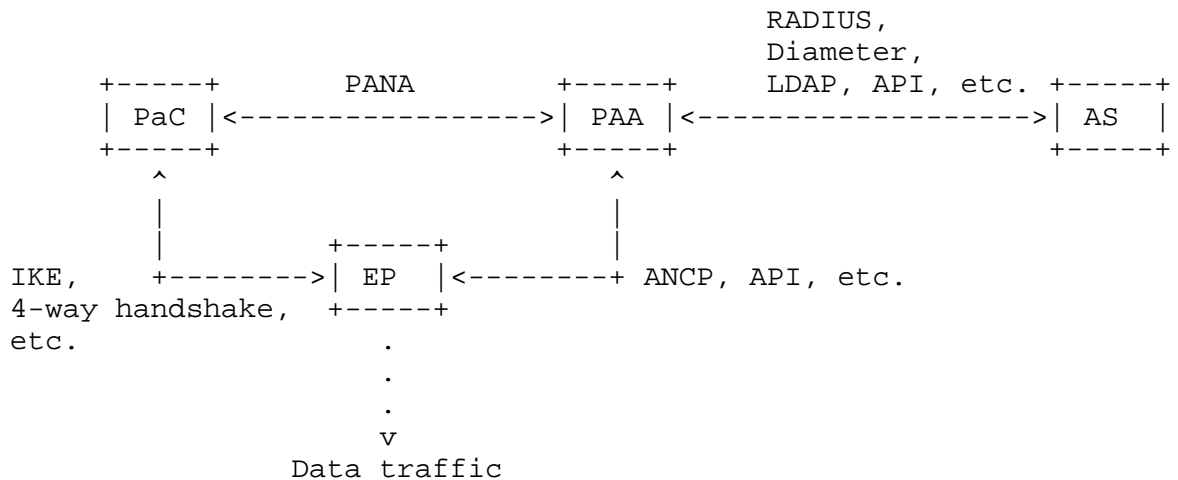 RADIUS,
Diameter,
+-----+       PANA        +-----+     LDAP, API, etc. +-----+
| PaC |<----------------->| PAA |<------------------->| AS  |
+-----+                   +-----+                     +-----+
   ^                         ^
   |                         |
   |         +-----+         |
IKE,     +-------->| EP  |<--------+ ANCP, API, etc.
4-way handshake,  +-----+
etc.            .
.
.
v
Data traffic